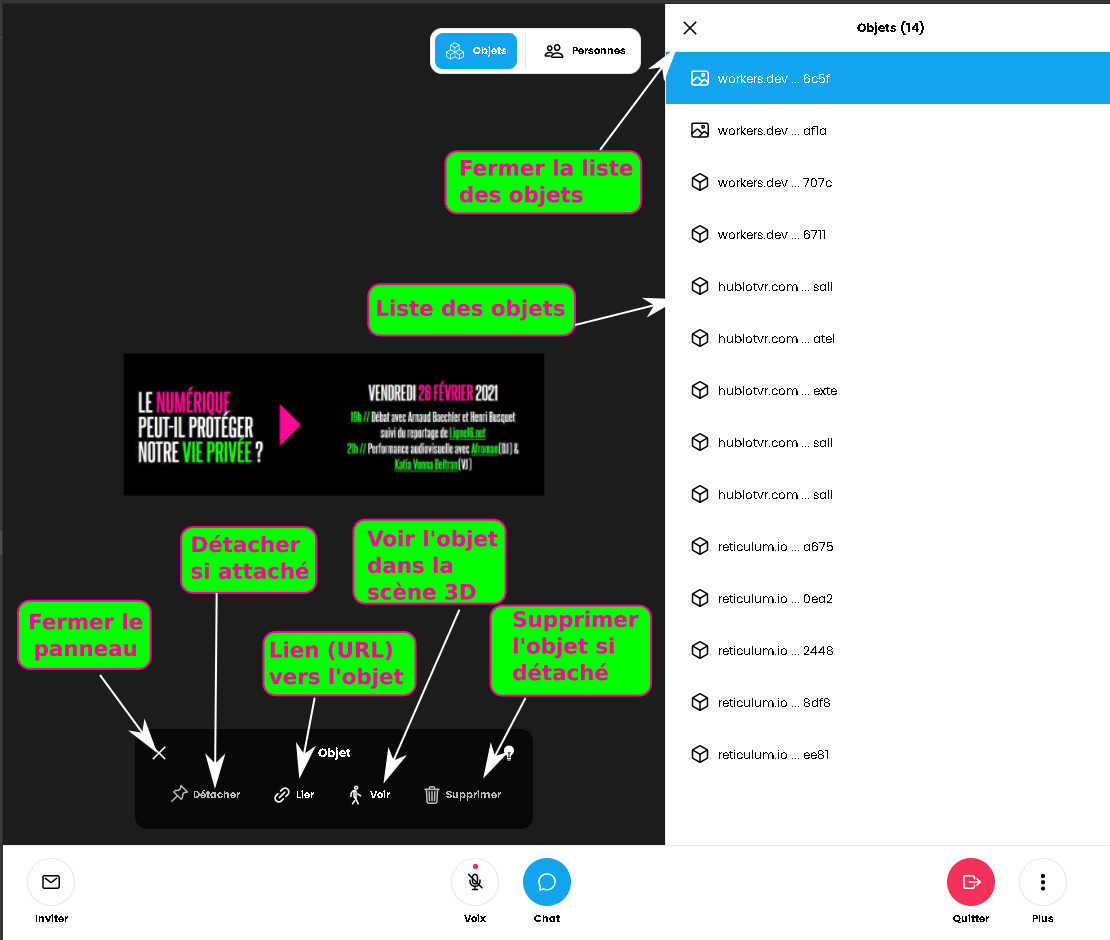 Objets
Personnes
Objets (14)
workers.dev ... 6c5f
workers.dev ... af1a
workers.dev ... 707c
workers.dev ... 6711
hublotvr.com ... sall
hublotvr.com ... atel
hublotvr.com ... exte
hublotvr.com ... sall
hublotvr.com ... sall
reticulum.io ... a675
reticulum.io ... 0ea2
reticulum.io ... 2448
reticulum.io ... 8df8
reticulum.io ... ee81
Fermer la liste
des objets
Liste des objets
LE NUMÉRIQUE
PEUT-IL PROTÉGER
NOTRE VIE PRIVÉE ?
VENDREDI 26 FÉVRIER 2021
19h // Débat avec Arnaud Baechler et Henri Busquet
suivi du reportage de Ligne16.net
21h // Performance audiovisuelle avec Afroman(DJ) &
Katia Vonna Beltran(VJ)
Détacher
si attaché
Voir l'objet
dans la
scène 3D
Fermer le
panneau
Lien (URL)
vers l'objet
Supprimer
l'objet si
détaché
Objet
Détacher
Lier
Voir
Supprimer
Inviter
Voix
Chat
Quitter
Plus